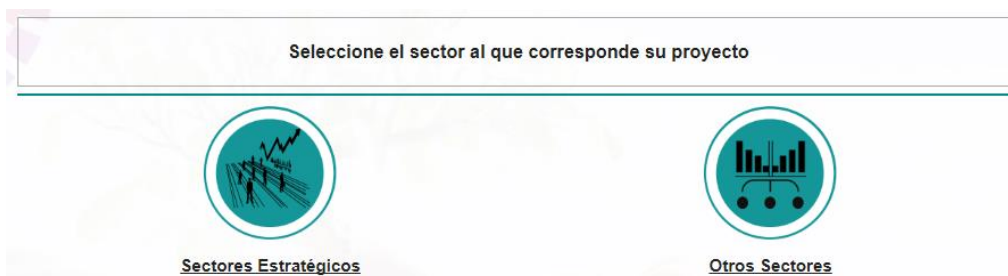 Seleccione el sector al que corresponde su proyecto
Sectores Estratégicos
Otros Sectores